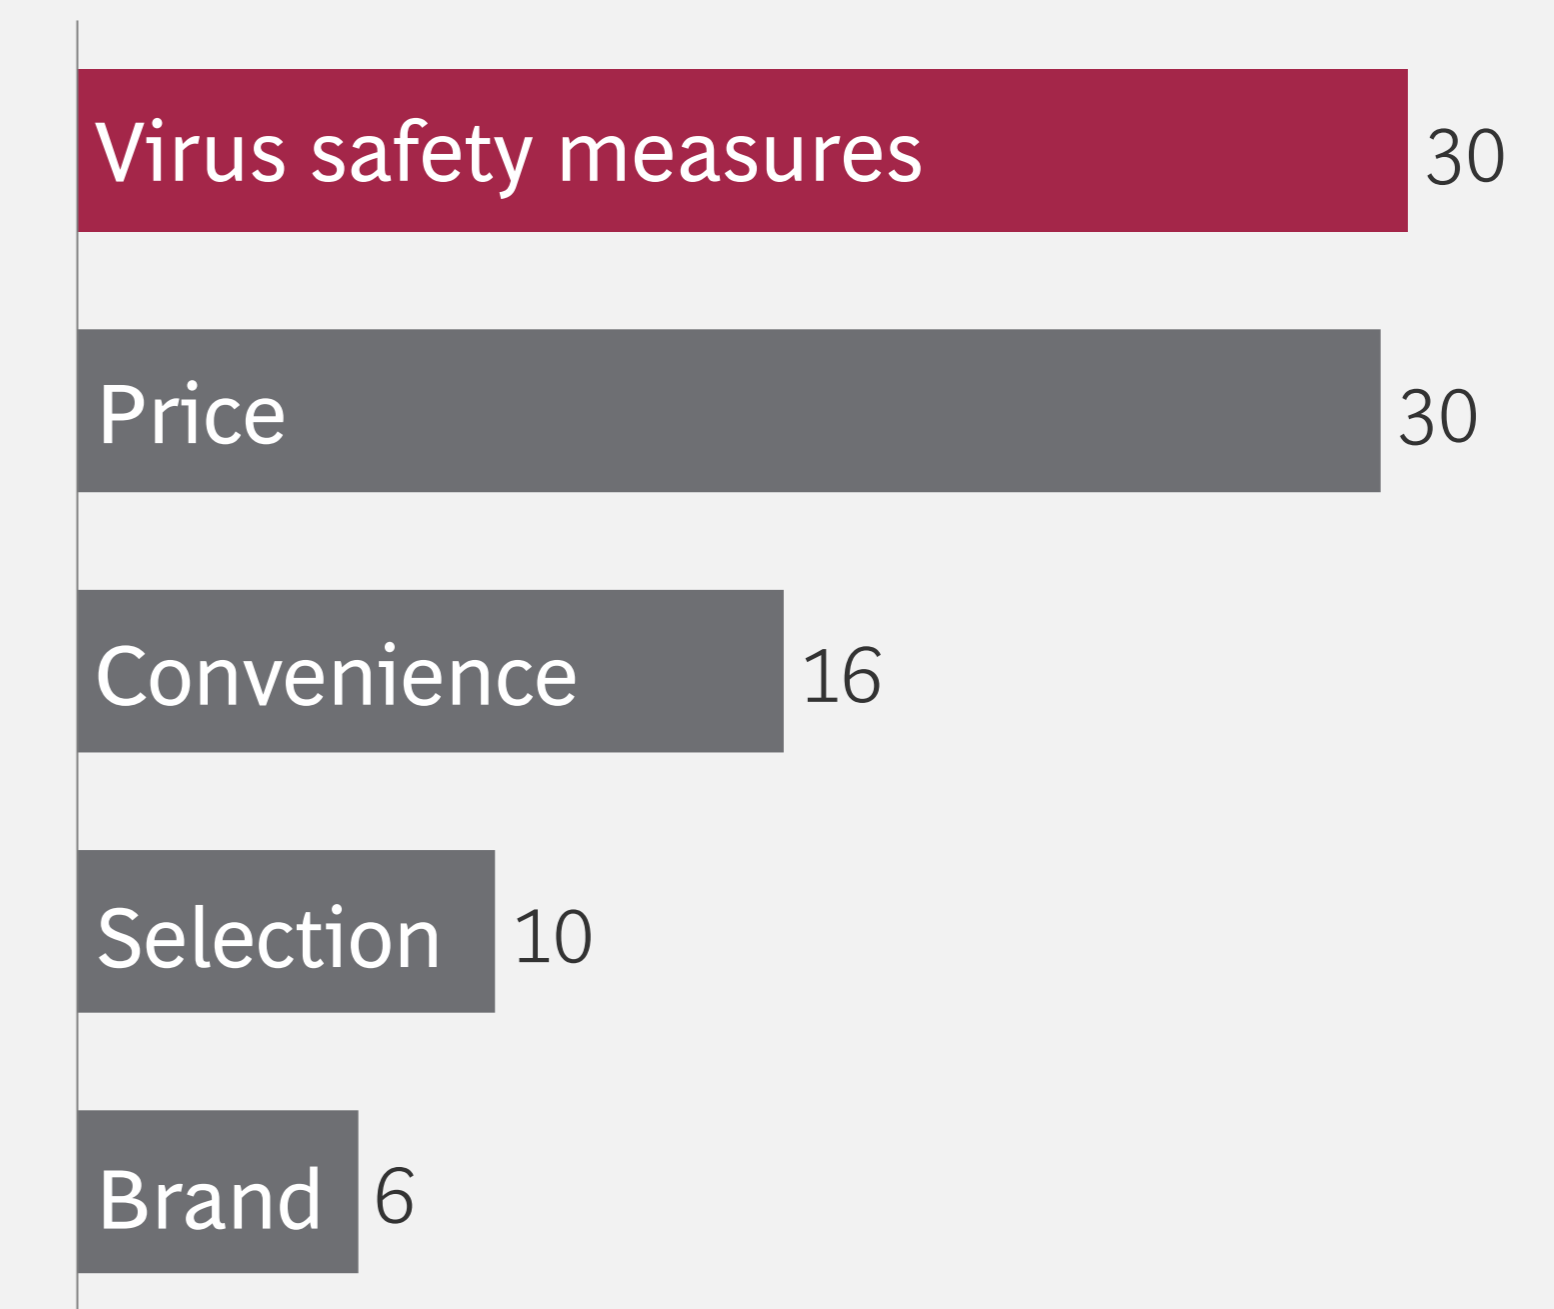 Virus safety measures 30
Price 30
Convenience 16
Selection 10
Brand 6